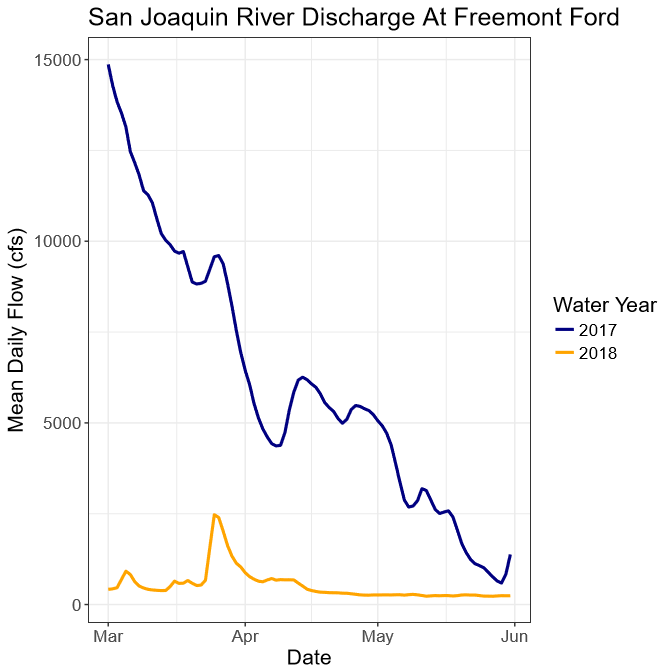 San Joaquin River Discharge At Freemont Ford
15000
10000
5000
0
Mean Daily Flow (cfs)
Mar
Apr
May
Jun
Date
Water Year
2017
2018